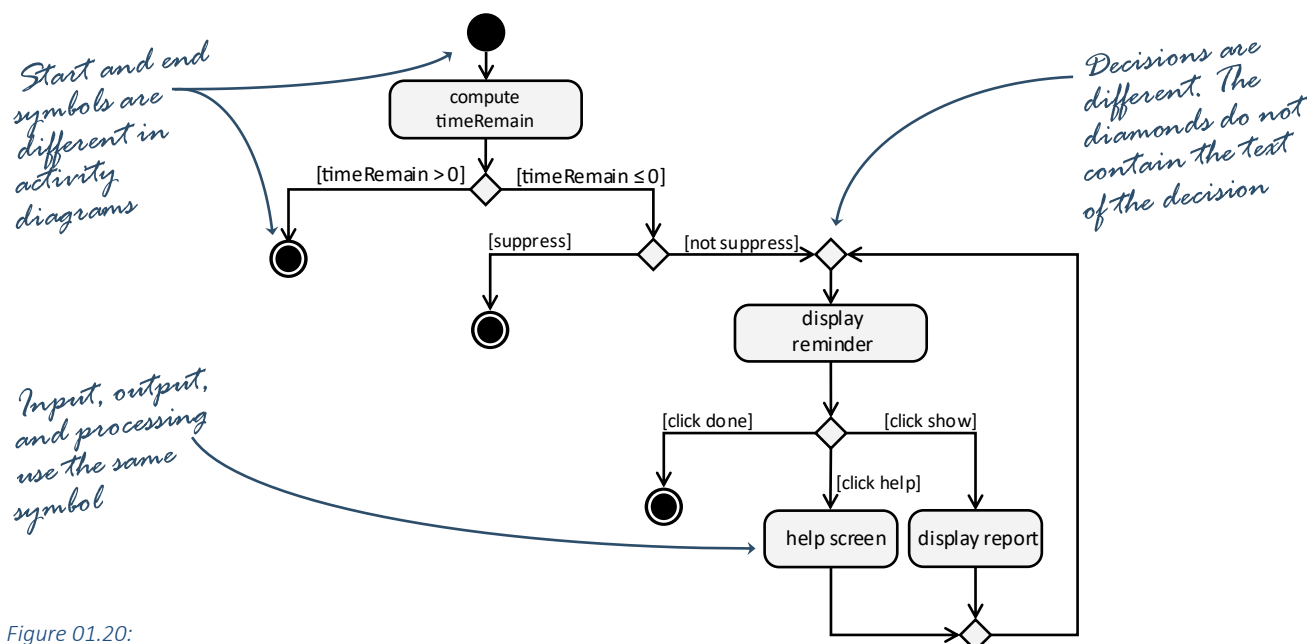 Start and end
symbols are
different in
activity
diagrams
compute
timeRemain
[timeRemain > 0]
[timeRemain ≤ 0]
Decisions are
different. The
diamonds do not
contain the text
of the decision
[suppress]
[not suppress]
display
reminder
Input, output,
and processing
use the same
symbol
[click done]
[click show]
[click help]
help screen
display report
Figure 01.20: